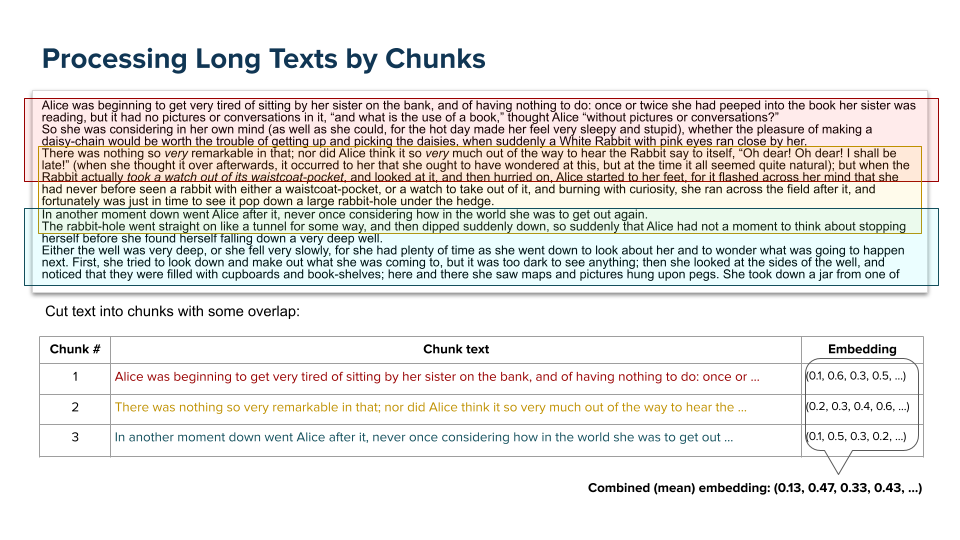 Processing Long Texts by Chunks
Alice was beginning to get very tired of sitting by her sister on the bank, and of having nothing to do: once or twice she had peeped into the book her sister was
reading, but it had no pictures or conversations in it, “and what is the use of a book,” thought Alice “without pictures or conversations?”
So she was considering in her own mind (as well as she could, for the hot day made her feel very sleepy and stupid), whether the pleasure of making a
daisy-chain would be worth the trouble of getting up and picking the daisies, when suddenly a White Rabbit with pink eyes ran close by her.
There was nothing so very remarkable in that; nor did Alice think it so very much out of the way to hear the Rabbit say to itself, “Oh dear! Oh dear! I shall be
late!” (when she thought it over afterwards, it occurred to her that she ought to have wondered at this, but at the time it all seemed quite natural); but when the
Rabbit actually took a watch out of its waistcoat-pocket, and looked at it, and then hurried on, Alice started to her feet, for it flashed across her mind that she
had never before seen a rabbit with either a waistcoat-pocket, or a watch to take out of it, and burning with curiosity, she ran across the field after it, and
fortunately was just in time to see it pop down a large rabbit-hole under the hedge.
In another moment down went Alice after it, never once considering how in the world she was to get out again.
The rabbit-hole went straight on like a tunnel for some way, and then dipped suddenly down, so suddenly that Alice had not a moment to think about stopping
herself before she found herself falling down a very deep well.
Either the well was very deep, or she fell very slowly, for she had plenty of time as she went down to look about her and to wonder what was going to happen
next. First, she tried to look down and make out what she was coming to, but it was too dark to see anything; then she looked at the sides of the well, and
noticed that they were filled with cupboards and book-shelves; here and there she saw maps and pictures hung upon pegs. She took down a jar from one of
Cut text into chunks with some overlap:
Chunk # Chunk text Embedding
1 Alice was beginning to get very tired of sitting by her sister on the bank, and of having nothing to do: once or ... (0.1, 0.6, 0.3, 0.5, ...)
2 There was nothing so very remarkable in that; nor did Alice think it so very much out of the way to hear the ... (0.2, 0.3, 0.4, 0.6, ...)
3 In another moment down went Alice after it, never once considering how in the world she was to get out ... (0.1, 0.5, 0.3, 0.2, ...)
Combined (mean) embedding: (0.13, 0.47, 0.33, 0.43, ...)